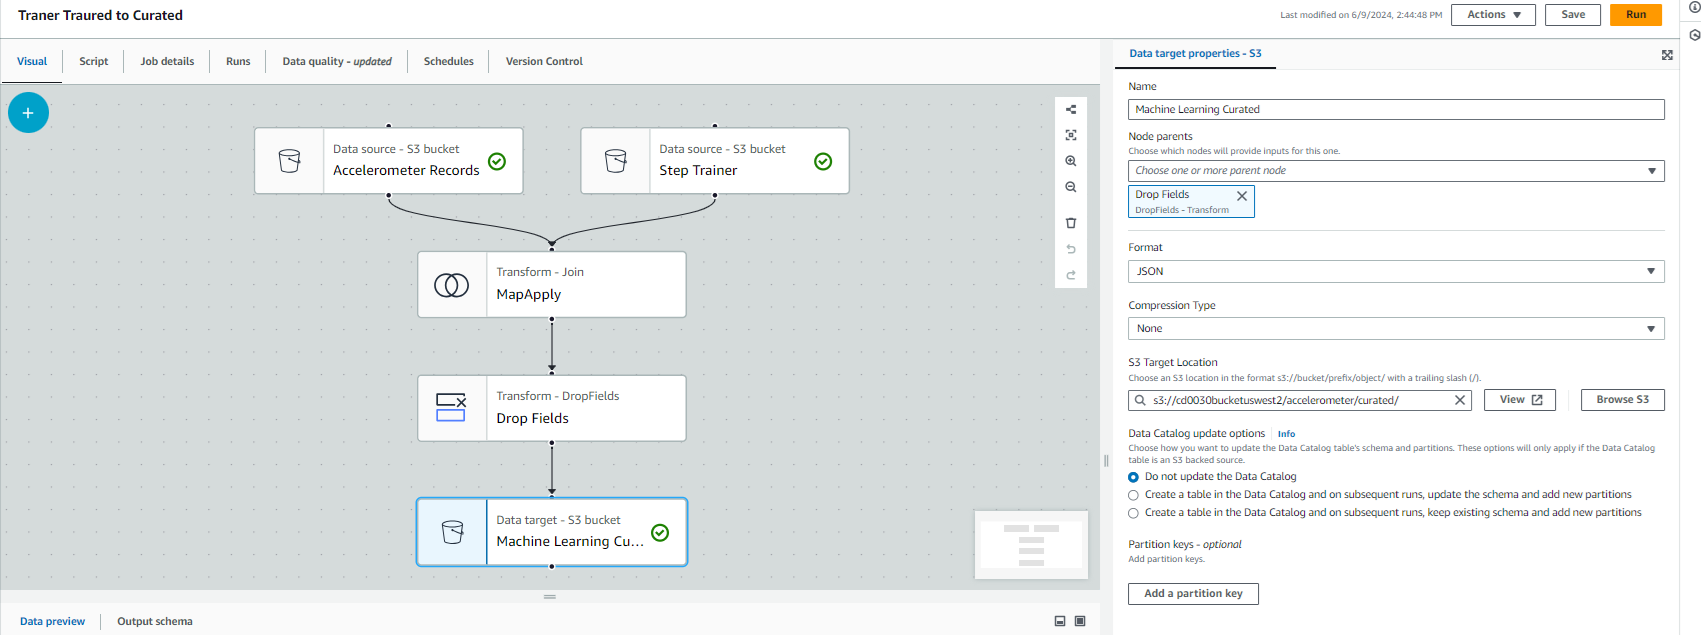 Traner Traured to Curated
Last modified on 6/9/2024, 2:44:48 PM
Actions
Save
Run
Visual
Script
Job details
Runs
Data quality - updated
Schedules
Version Control
Data source - S3 bucket
Accelerometer Records
Data source - S3 bucket
Step Trainer
Transform - Join
MapApply
Transform - DropFields
Drop Fields
Data target - S3 bucket
Machine Learning Cu...
Data preview
Output schema
Data target properties - S3
Name
Machine Learning Curated
Node parents
Choose which nodes will provide inputs for this one.
Choose one or more parent node
Drop Fields
DropFields - Transform
Format
JSON
Compression Type
None
S3 Target Location
Choose an S3 location in the format s3://bucket/prefix/object/ with a trailing slash (/).
s3://cd0030bucketuswest2/accelerometer/curated/
View
Browse S3
Data Catalog update options
Info
Choose how you want to update the Data Catalog table's schema and partitions. These options will only apply if the Data Catalog
table is an S3 backed source.
Do not update the Data Catalog
Create a table in the Data Catalog and on subsequent runs, update the schema and add new partitions
Create a table in the Data Catalog and on subsequent runs, keep existing schema and add new partitions
Partition keys - optional
Add partition keys.
Add a partition key